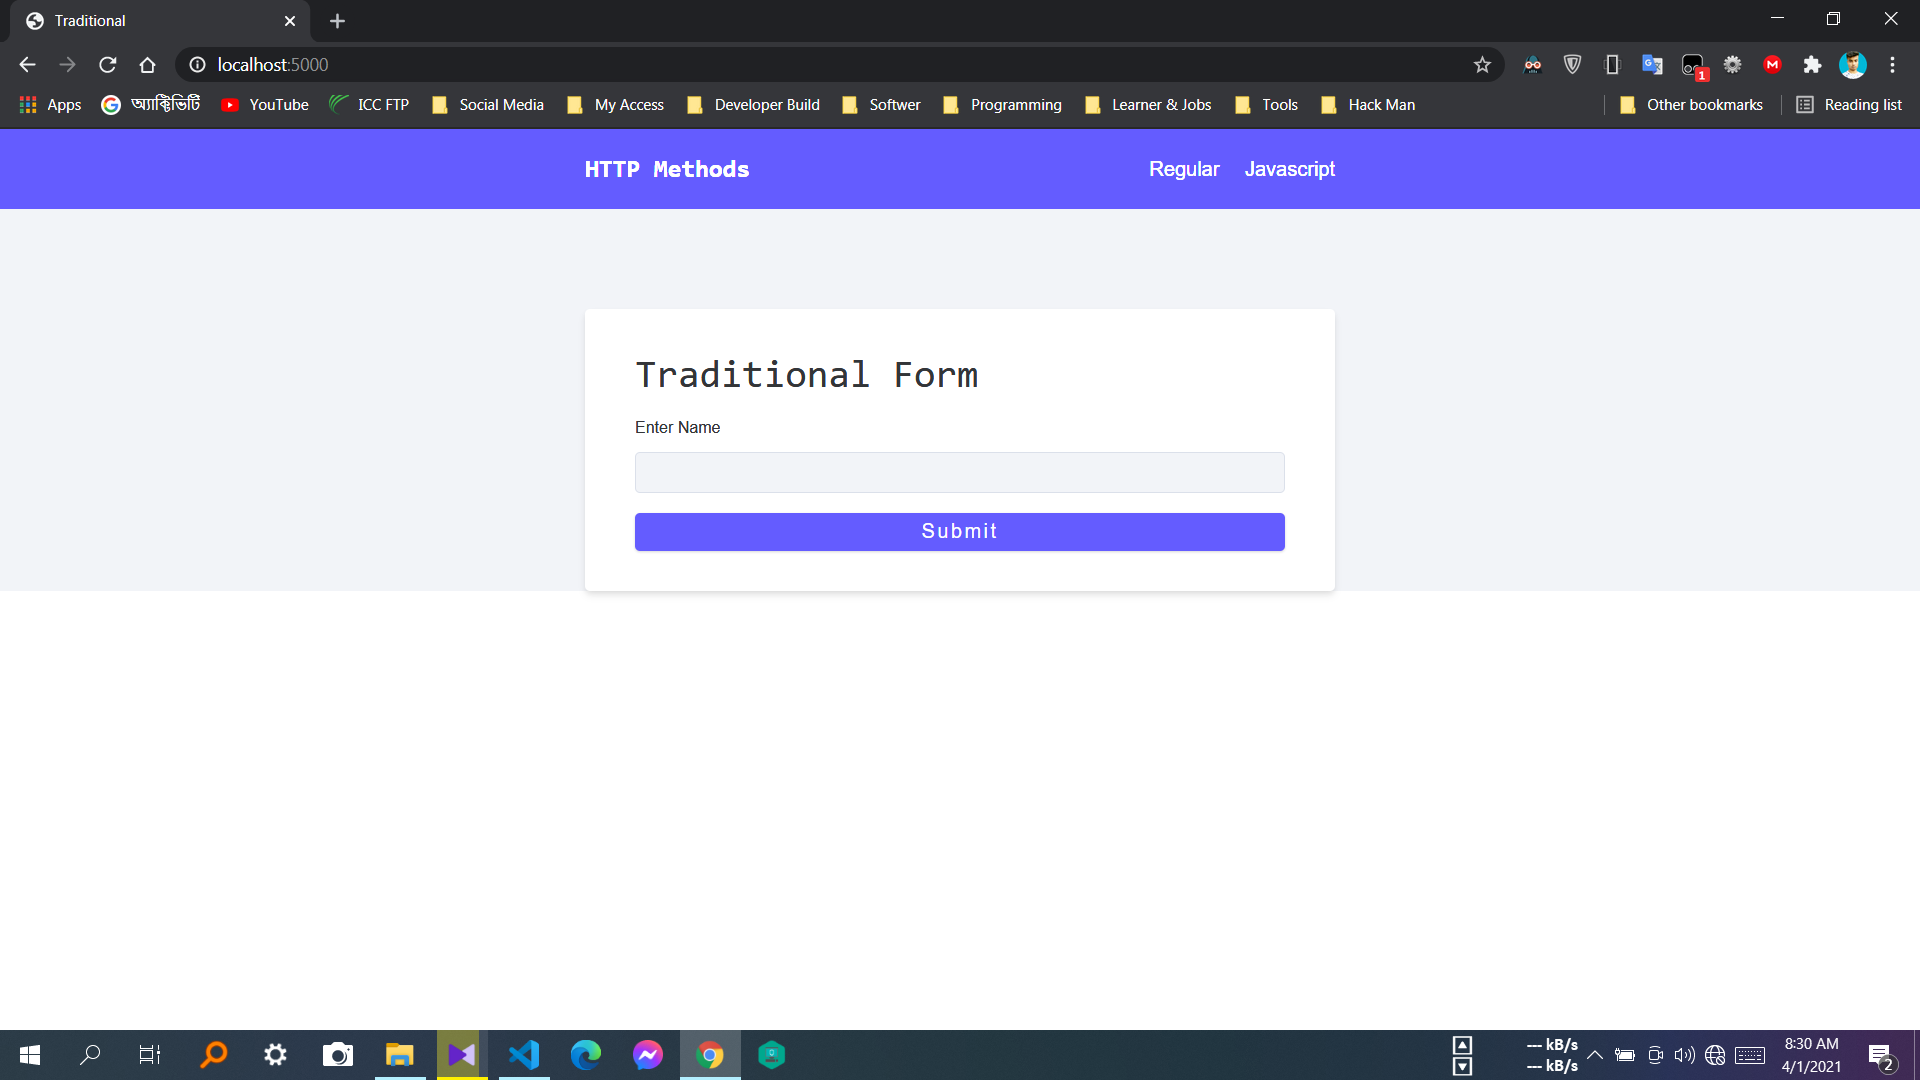 Traditional
localhost:5000
Apps অ্যাক্টিভিটি YouTube ICC FTP Social Media My Access Developer Build Softwer Programming Learner & Jobs Tools Hack Man Other bookmarks Reading list
HTTP Methods Regular Javascript
Traditional Form
Enter Name
Submit
--- kB/s
--- kB/s
8:30 AM
4/1/2021
2
1